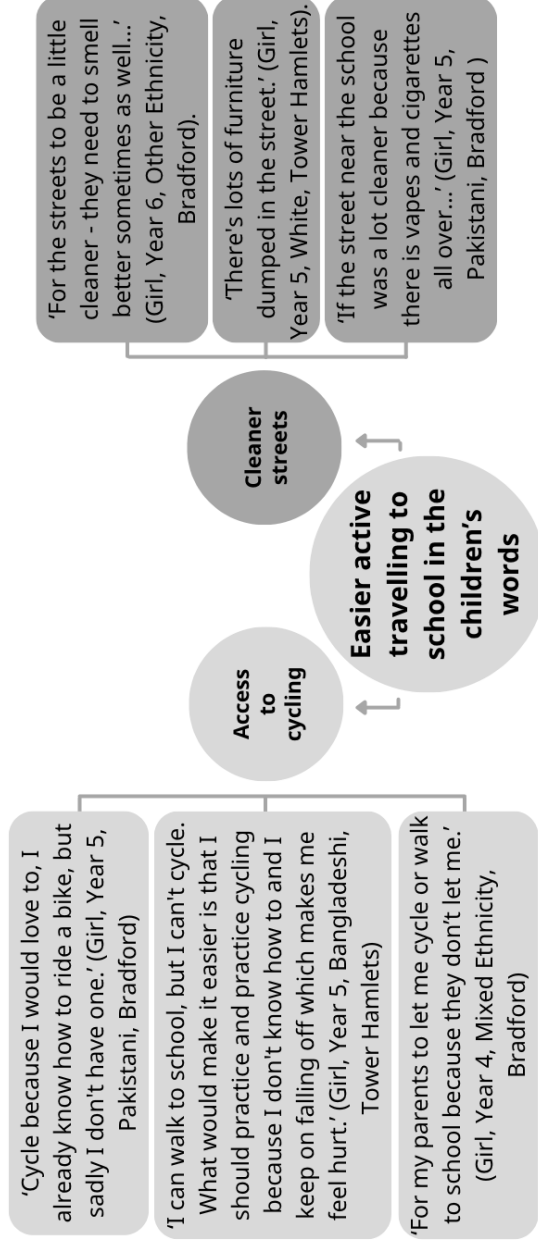 Easier active
travelling to
school in the
children's
words
Access
to
cycling
'Cycle because I would love to, I
already know how to ride a bike, but
sadly I don't have one.' (Girl, Year 5,
Pakistani, Bradford)
'I can walk to school, but I can't cycle.
What would make it easier is that I
should practice and practice cycling
because I don't know how to and I
keep on falling off which makes me
feel hurt.' (Girl, Year 5, Bangladeshi,
Tower Hamlets)
'For my parents to let me cycle or walk
to school because they don't let me.'
(Girl, Year 4, Mixed Ethnicity,
Bradford)
Cleaner
streets
'For the streets to be a little
cleaner - they need to smell
better sometimes as well...'
(Girl, Year 6, Other Ethnicity,
Bradford).
'There's lots of furniture
dumped in the street.' (Girl,
Year 5, White, Tower Hamlets).
'If the street near the school
was a lot cleaner because
there is vapes and cigarettes
all over...' (Girl, Year 5,
Pakistani, Bradford )